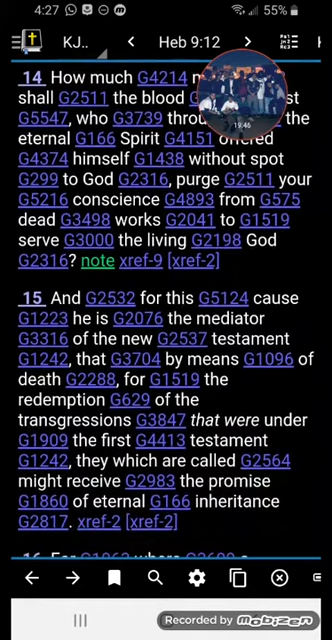 4:27
55%
KJ..
Heb 9:12
14 How much G4214
shall G2511 the blood
G5547, who G3739 the
19:46
eternal G166 Spirit G4151 offered
G4374 himself G1438 without spot
G299 to God G2316, purge G2511 your
G5216 conscience G4893 from G575
dead G3498 works G2041 to G1519
serve G3000 the living G2198 God
G2316? note xref-9 [xref-2]
15 And G2532 for this G5124 cause
G1223 he is G2076 the mediator
G3316 of the new G2537 testament
G1242, that G3704 by means G1096 of
death G2288, for G1519 the
redemption G629 of the
transgressions G3847 that were under
G1909 the first G4413 testament
G1242, they which are called G2564
might receive G2983 the promise
G1860 of eternal G166 inheritance
G2817. xref-2 [xref-2]
Recorded by mobizen